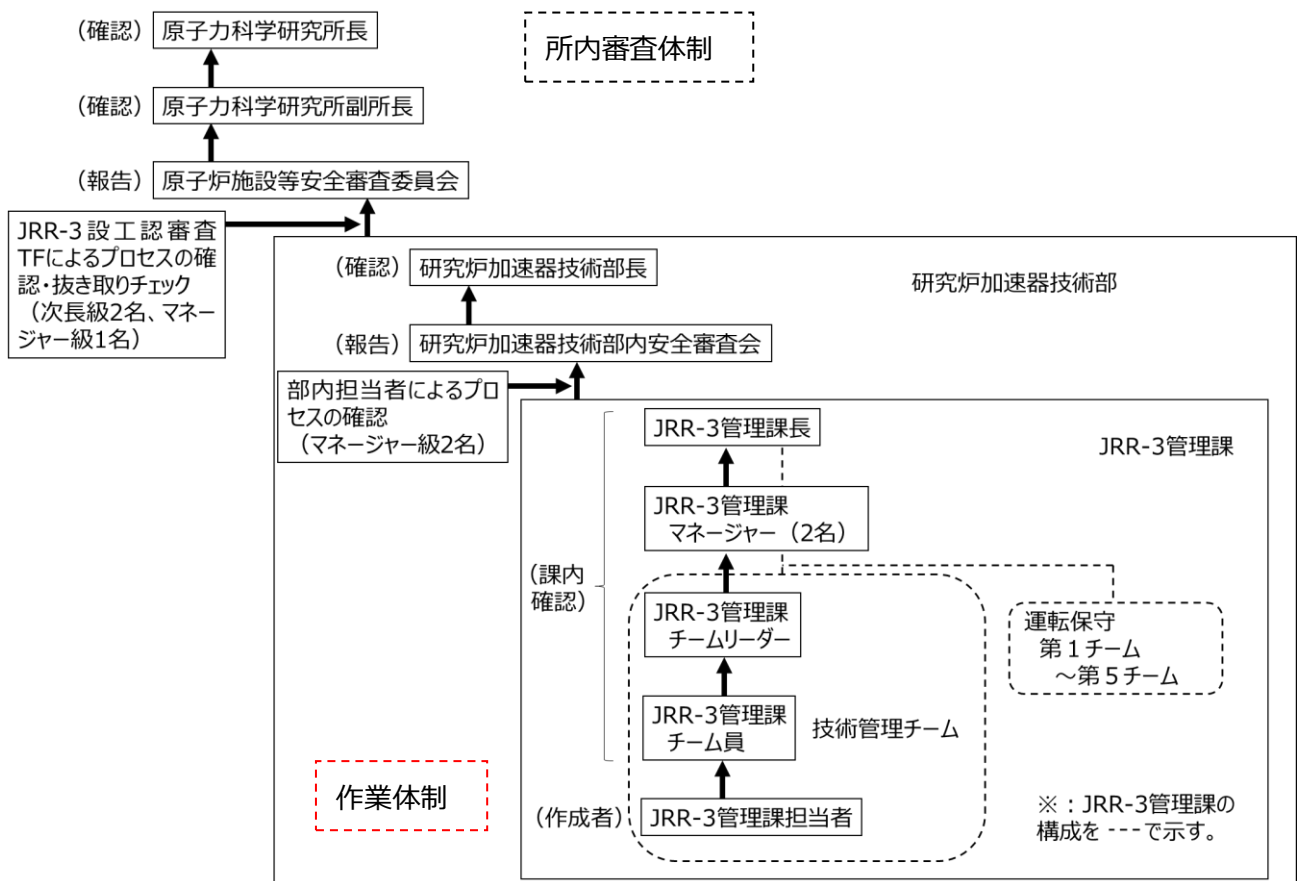 （確認）
原子力科学研究所長
所内審査体制
（確認）
原子力科学研究所副所長
（報告）
原子炉施設等安全審査委員会
JRR-3設工認審査
TFによるプロセスの確
認・抜き取りチェック
（次長級2名、マネー
ジャー級1名）
（確認）
研究炉加速器技術部長
研究炉加速器技術部
（報告）
研究炉加速器技術部内安全審査会
部内担当者によるプロ
セスの確認
（マネージャー級2名）
JRR-3管理課長
JRR-3管理課
JRR-3管理課
マネージャー（2名）
（課内
確認）
JRR-3管理課
チームリーダー
運転保守
第１チーム
～第５チーム
JRR-3管理課
チーム員
技術管理チーム
作業体制
（作成者）
JRR-3管理課担当者
※：JRR-3管理課の
構成を ---で示す。